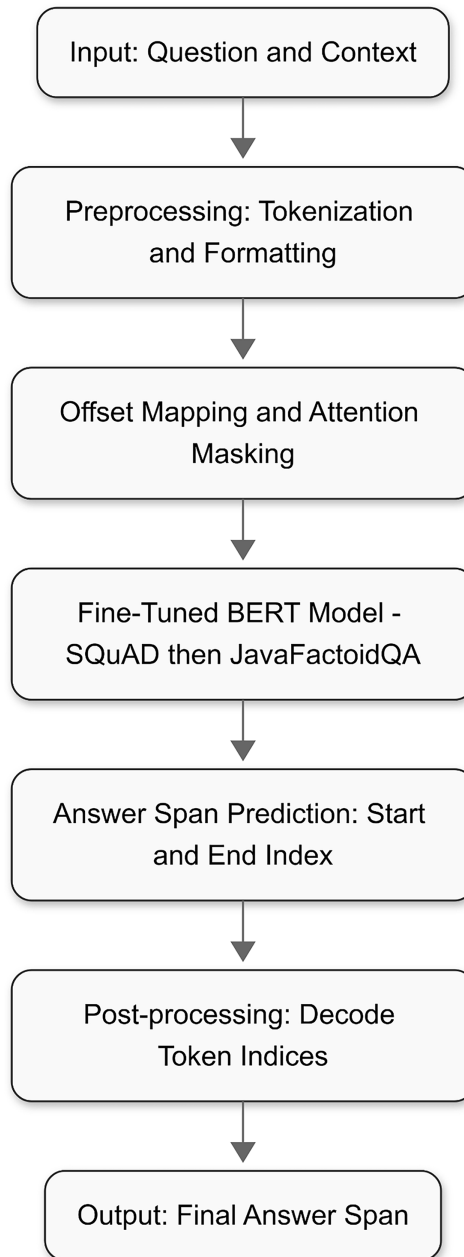 Input: Question and Context
Preprocessing: Tokenization
and Formatting
Offset Mapping and Attention
Masking
Fine-Tuned BERT Model -
SQuAD then JavaFactoidQA
Answer Span Prediction: Start
and End Index
Post-processing: Decode
Token Indices
Output: Final Answer Span